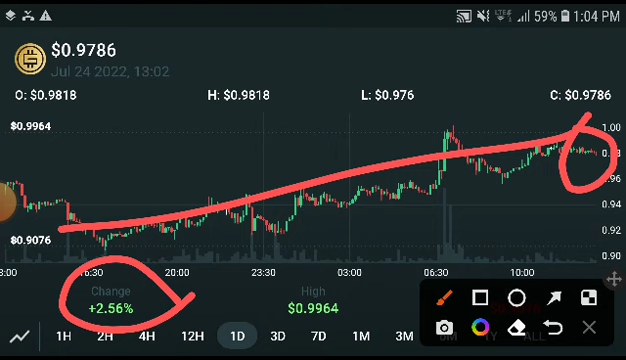 59% 1:04 PM
$0.9786
Jul 24 2022, 13:02
O: $0.9818 H: $0.9818 L: $0.976 C: $0.9786
$0.9964
1.00
0.98
0.96
0.94
0.92
$0.9076
0.90
16:30 20:00 23:30 03:00 06:30 10:00
Change High
+2.56% $0.9964
1H 2H 4H 12H 1D 3D 7D 1M 3M 1Y ALL